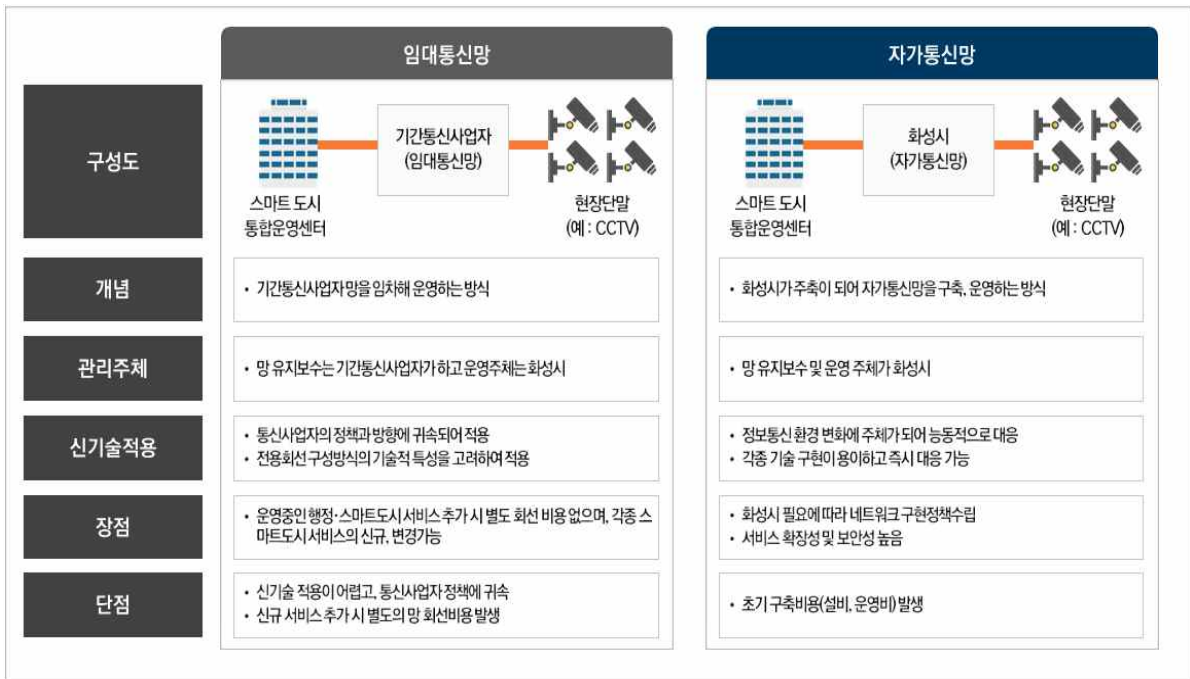 임대통신망
자가통신망
구성도
기간통신사업자
(임대통신망)
스마트 도시
통합운영센터
현장단말
(예 : CCTV)
화성시
(자가통신망)
스마트 도시
통합운영센터
현장단말
(예 : CCTV)
개념
• 기간통신사업자 망을 임차해 운영하는 방식
• 화성시가 주축이 되어 자가통신망을 구축, 운영하는 방식
관리주체
• 망 유지보수는 기간통신사업자가 하고 운영주체는 화성시
• 망 유지보수 및 운영 주체가 화성시
신기술적용
• 통신사업자의 정책과 방향에 귀속되어 적용
• 전용회선 구성방식의 기술적 특성을 고려하여 적용
• 정보통신 환경 변화에 주체가 되어 능동적으로 대응
• 각종 기술 구현이 용이하고 즉시 대응 가능
장점
• 운영중인 행정·스마트도시 서비스 추가 시 별도 회선 비용 없으며, 각종 스
마트도시 서비스의 신규, 변경가능
• 화성시 필요에 따라 네트워크 구현정책수립
• 서비스 확장성 및 보안성 높음
단점
• 신기술 적용이 어렵고, 통신사업자 정책에 귀속
• 신규 서비스 추가 시 별도의 망 회선비용 발생
• 초기 구축비용(설비, 운영비) 발생